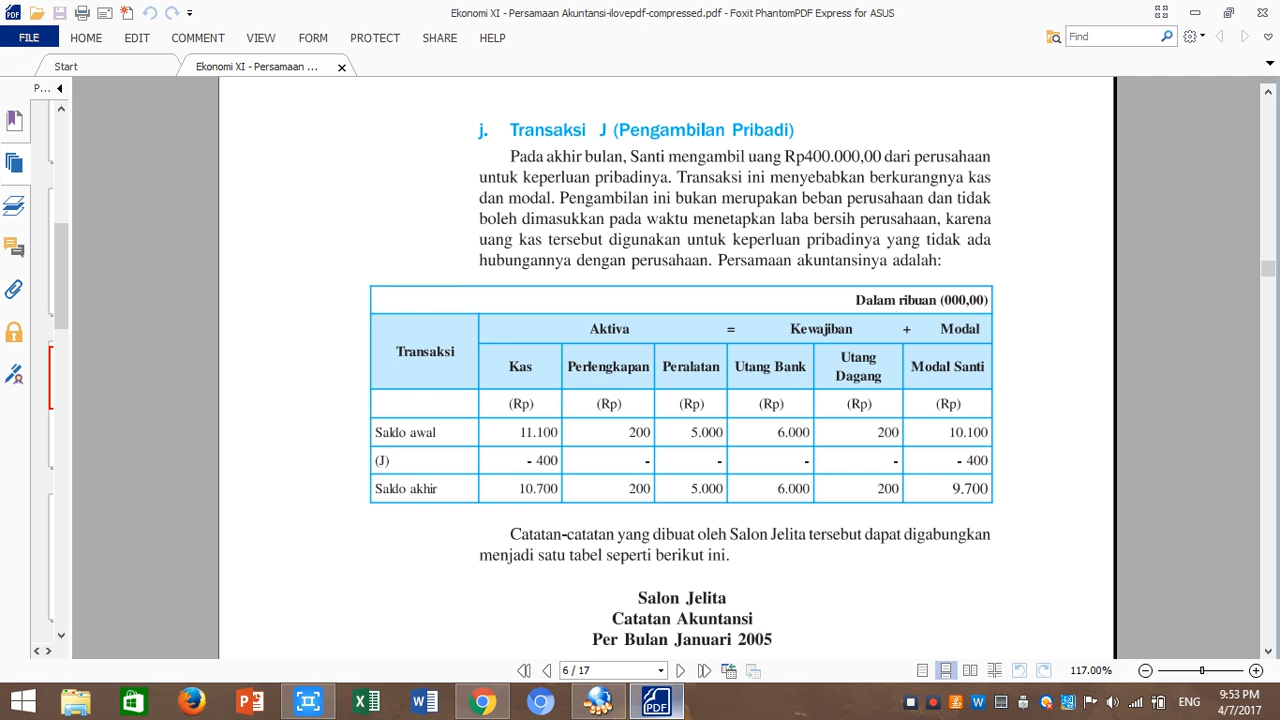 Ekonomi XI - Persamaan Akuntansi-ilovepdf-compressed.pdf - Foxit PhantomPDF Express for ASUS
FILE HOME EDIT COMMENT VIEW FORM PROTECT SHARE HELP Find
Start Ekonomi XI - Persamaan ...
P...
j. Transaksi J (Pengambilan Pribadi)
Pada akhir bulan, Santi mengambil uang Rp400.000,00 dari perusahaan
untuk keperluan pribadinya. Transaksi ini menyebabkan berkurangnya kas
dan modal. Pengambilan ini bukan merupakan beban perusahaan dan tidak
boleh dimasukkan pada waktu menetapkan laba bersih perusahaan, karena
uang kas tersebut digunakan untuk keperluan pribadinya yang tidak ada
hubungannya dengan perusahaan. Persamaan akuntansinya adalah:
Dalam ribuan (000,00)
Transaksi Aktiva = Kewajiban + Modal
Kas Perlengkapan Peralatan Utang Bank Utang Dagang Modal Santi
(Rp) (Rp) (Rp) (Rp) (Rp) (Rp)
Saldo awal 11.100 200 5.000 6.000 200 10.100
(J) - 400 - - - - - 400
Saldo akhir 10.700 200 5.000 6.000 200 9.700
Catatan-catatan yang dibuat oleh Salon Jelita tersebut dapat digabungkan
menjadi satu tabel seperti berikut ini.
Salon Jelita
Catatan Akuntansi
Per Bulan Januari 2005
6 / 17 117.00%
ENG 9:53 PM
4/7/2017